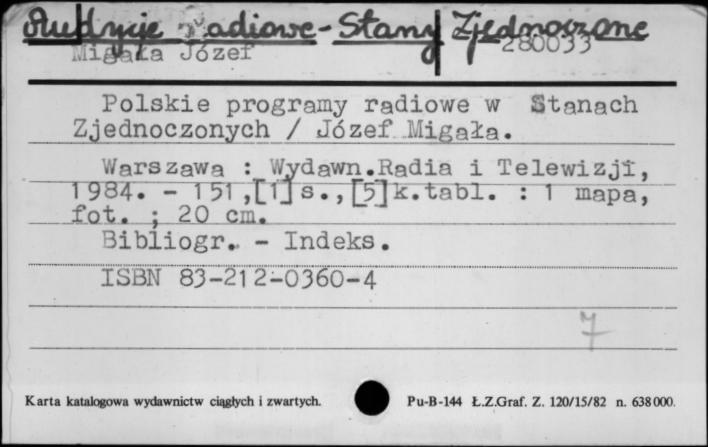 Audycje radiowe - Stany Zjednoczone
Migała Józef 280033
Polskie programy radiowe w Stanach
Zjednoczonych / Józef Migała.
Warszawa : Wydawn.Radia i Telewizji,
1984. - 151,[1]s.,[5]k.tabl. : 1 mapa,
fot. ; 20 cm.
Bibliogr. - Indeks.
ISBN 83-212-0360-4
7
Karta katalogowa wydawnictw ciągłych i zwartych. Pu-B-144 Ł.Z.Graf. Z. 120/15/82 n. 638000.